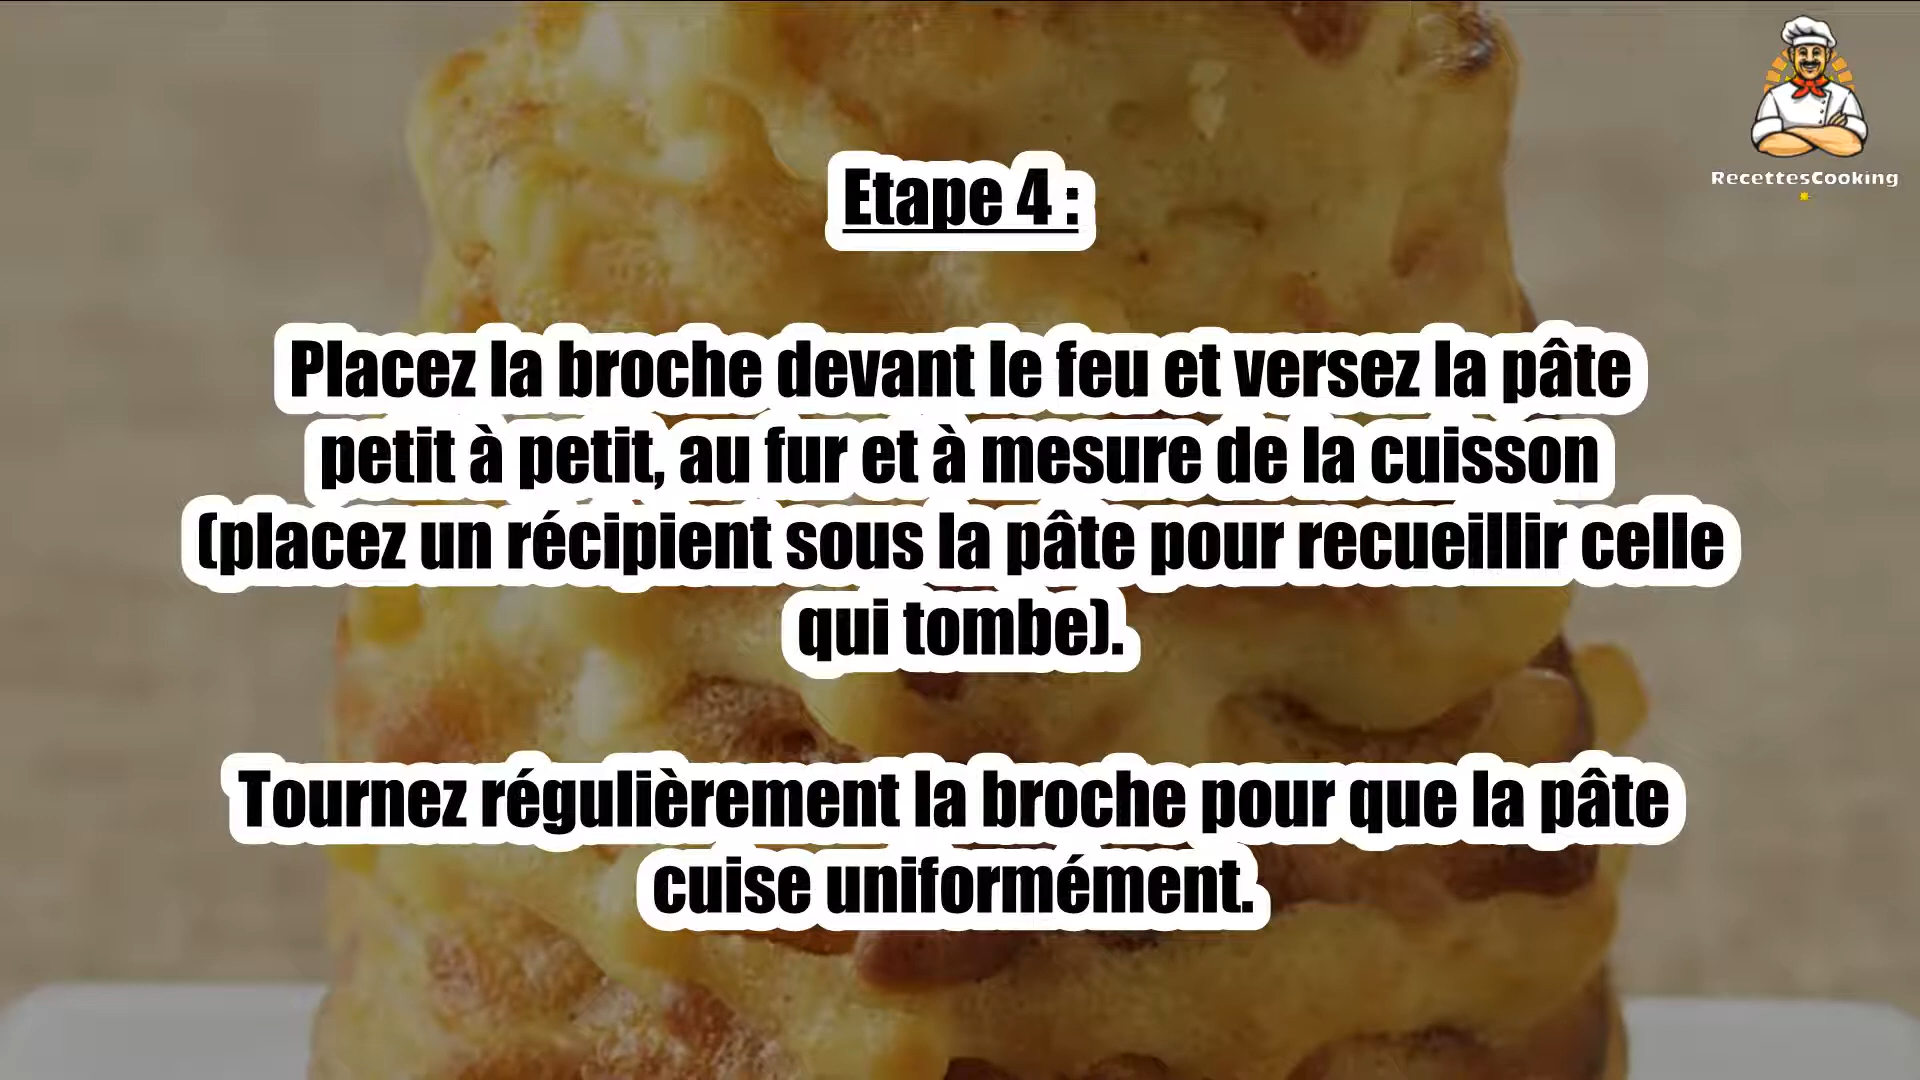 RecettesCooking
Etape 4 :
Placez la broche devant le feu et versez la pâte
petit à petit, au fur et à mesure de la cuisson
(placez un récipient sous la pâte pour recueillir celle
qui tombe).
Tournez régulièrement la broche pour que la pâte
cuise uniformément.